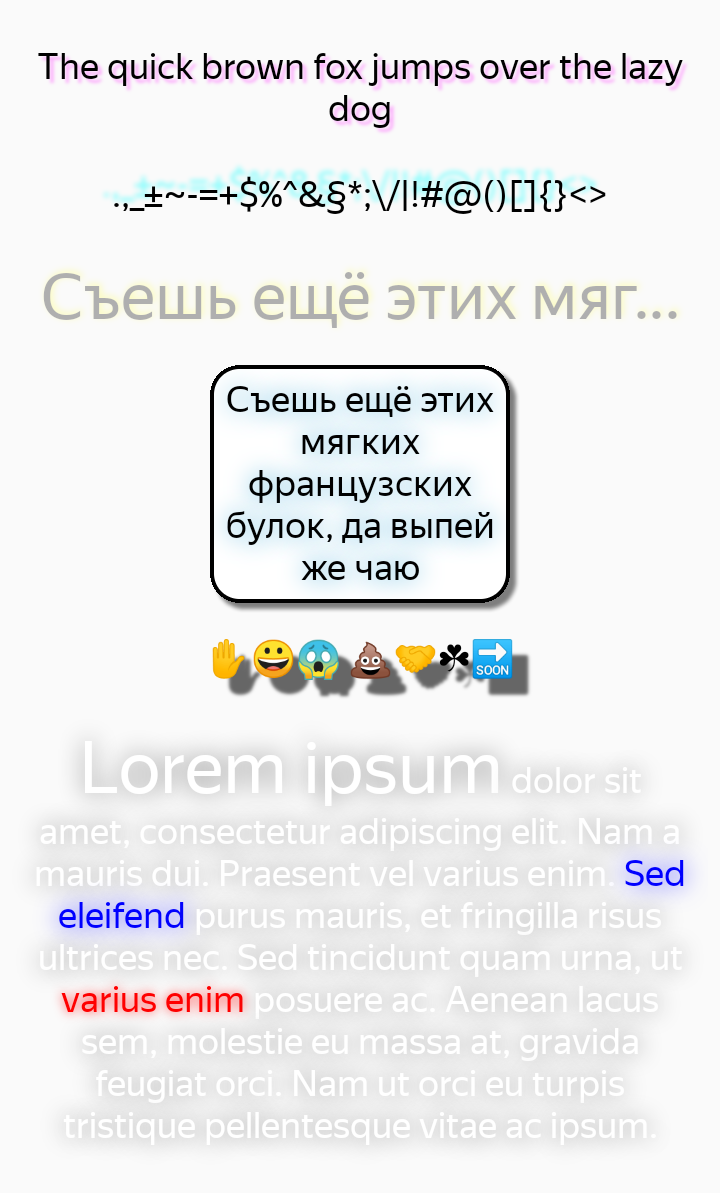 The quick brown fox jumps over the lazy
dog
.,_±~-=+$%^&§*;\/|!#@()[]{}<>
Съешь ещё этих мяг...
Съешь ещё этих
мягких
французских
булок, да выпей
же чаю
✋😀😱💩🤝☘🔜
Lorem ipsum dolor sit
amet, consectetur adipiscing elit. Nam a
mauris dui. Praesent vel varius enim. Sed
eleifend purus mauris, et fringilla risus
ultrices nec. Sed tincidunt quam urna, ut
varius enim posuere ac. Aenean lacus
sem, molestie eu massa at, gravida
feugiat orci. Nam ut orci eu turpis
tristique pellentesque vitae ac ipsum.